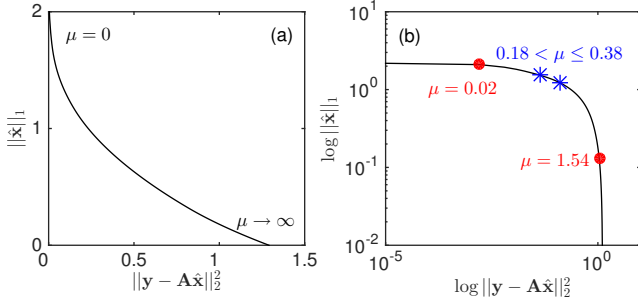 (a)
2
μ = 0
1
||x̂||₁
μ → ∞
0
0 0.5 1 1.5
||y − Ax̂||₂²
(b)
10²
0.18 < μ ≤ 0.38
10¹
10⁰
μ = 0.02
log ||x̂||₁
10⁻¹
μ = 1.54
10⁻²
10⁻⁵ 10⁰
log ||y − Ax̂||₂²